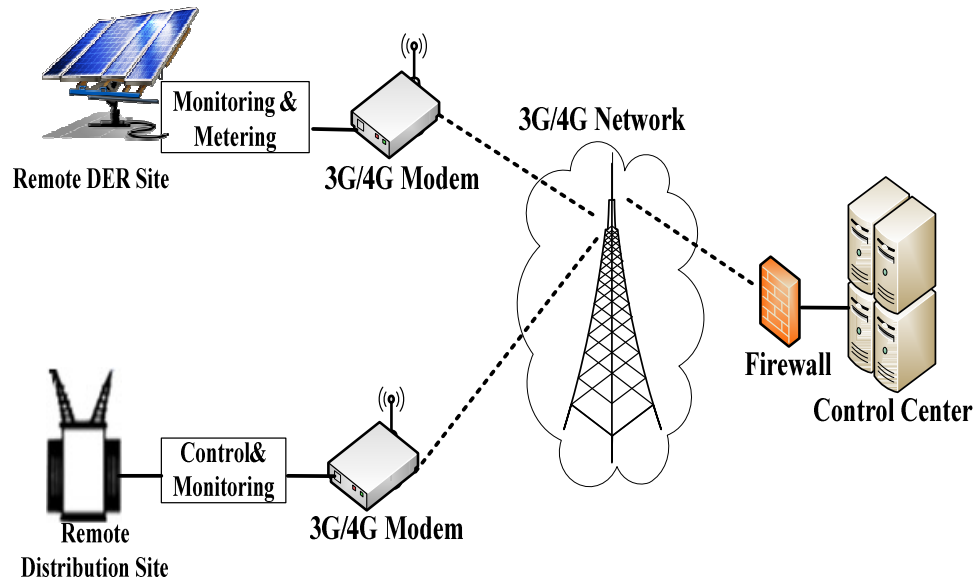 Monitoring &
Metering
3G/4G Network
Remote DER Site
3G/4G Modem
Firewall
Control Center
Control&
Monitoring
3G/4G Modem
Remote
Distribution Site